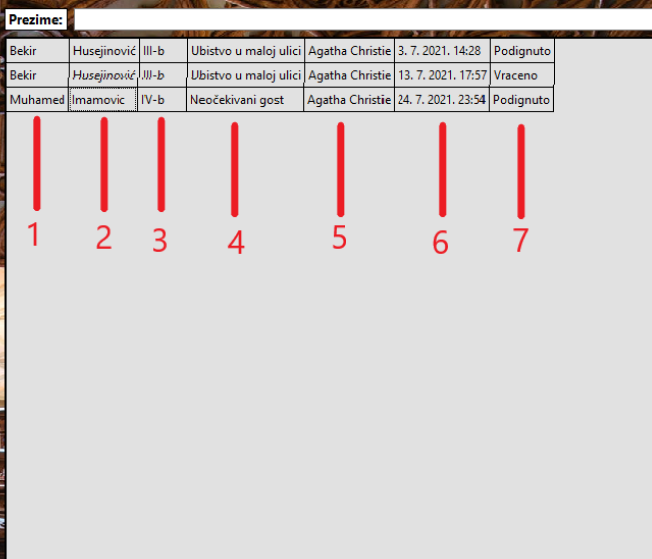 Prezime:
Bekir Husejinović III-b Ubistvo u maloj ulici Agatha Christie 3. 7. 2021. 14:28 Podignuto
Bekir Husejinović III-b Ubistvo u maloj ulici Agatha Christie 13. 7. 2021. 17:57 Vraceno
Muhamed Imamovic IV-b Neočekivani gost Agatha Christie 24. 7. 2021. 23:54 Podignuto
1 2 3 4 5 6 7